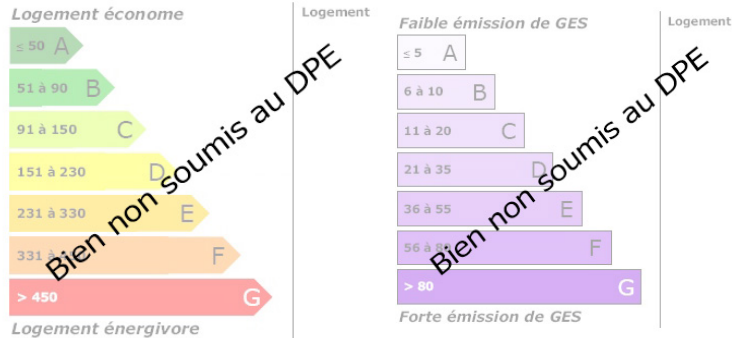 Logement économe
Logement
≤ 50 A
51 à 90 B
91 à 150 C
151 à 230 D
231 à 330 E
331 à F
> 450 G
Logement énergivore
Bien non soumis au DPE
Faible émission de GES
Logement
≤ 5 A
6 à 10 B
11 à 20 C
21 à 35 D
36 à 55 E
56 à 80 F
> 80 G
Forte émission de GES
Bien non soumis au DPE